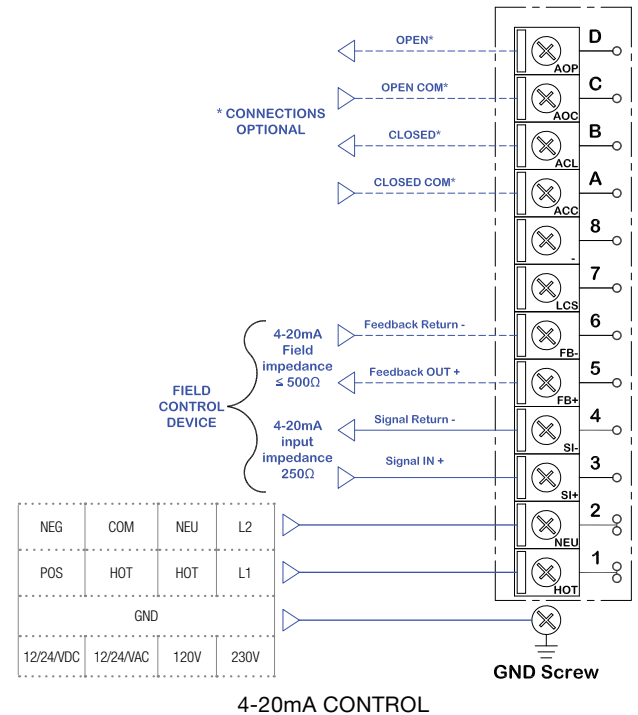 OPEN*
D
AOP
OPEN COM*
C
AOC
* CONNECTIONS
OPTIONAL
CLOSED*
B
ACL
CLOSED COM*
A
ACC
8
-
7
LCS
4-20mA
Field
impedance
≤ 500Ω
Feedback Return -
6
FB-
Feedback OUT +
5
FB+
FIELD
CONTROL
DEVICE
4-20mA
input
impedance
250Ω
Signal Return -
4
SI-
Signal IN +
3
SI+
NEG COM NEU L2
2
NEU
POS HOT HOT L1
1
HOT
GND
12/24/VDC 12/24/VAC 120V 230V
GND Screw
4-20mA CONTROL